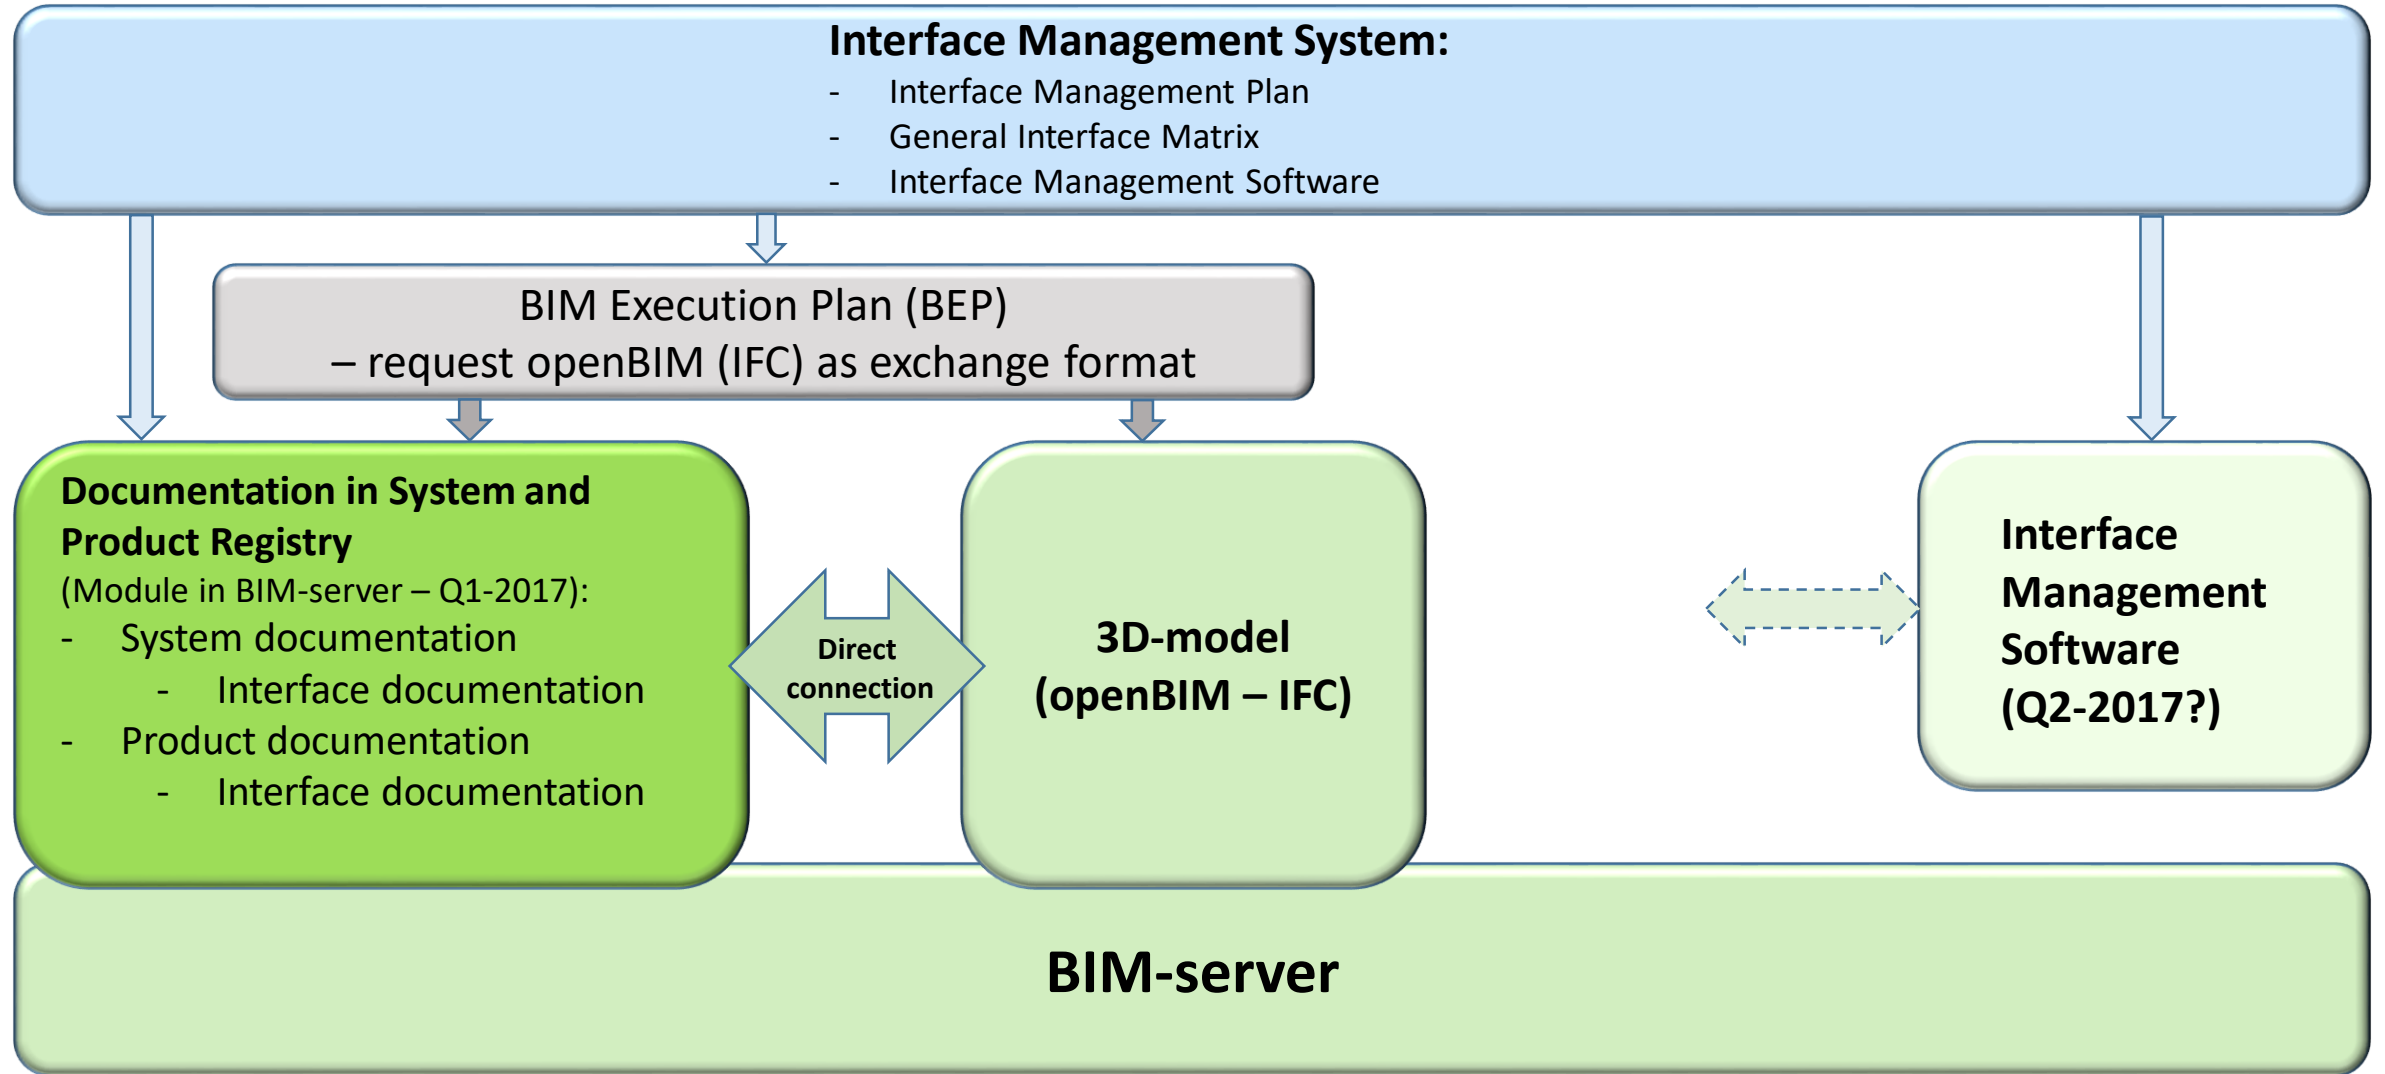 Interface Management System:
- Interface Management Plan
- General Interface Matrix
- Interface Management Software
BIM Execution Plan (BEP)
– request openBIM (IFC) as exchange format
Documentation in System and
Product Registry
(Module in BIM-server – Q1-2017):
- System documentation
- Interface documentation
- Product documentation
- Interface documentation
Direct
connection
3D-model
(openBIM – IFC)
Interface
Management
Software
(Q2-2017?)
BIM-server